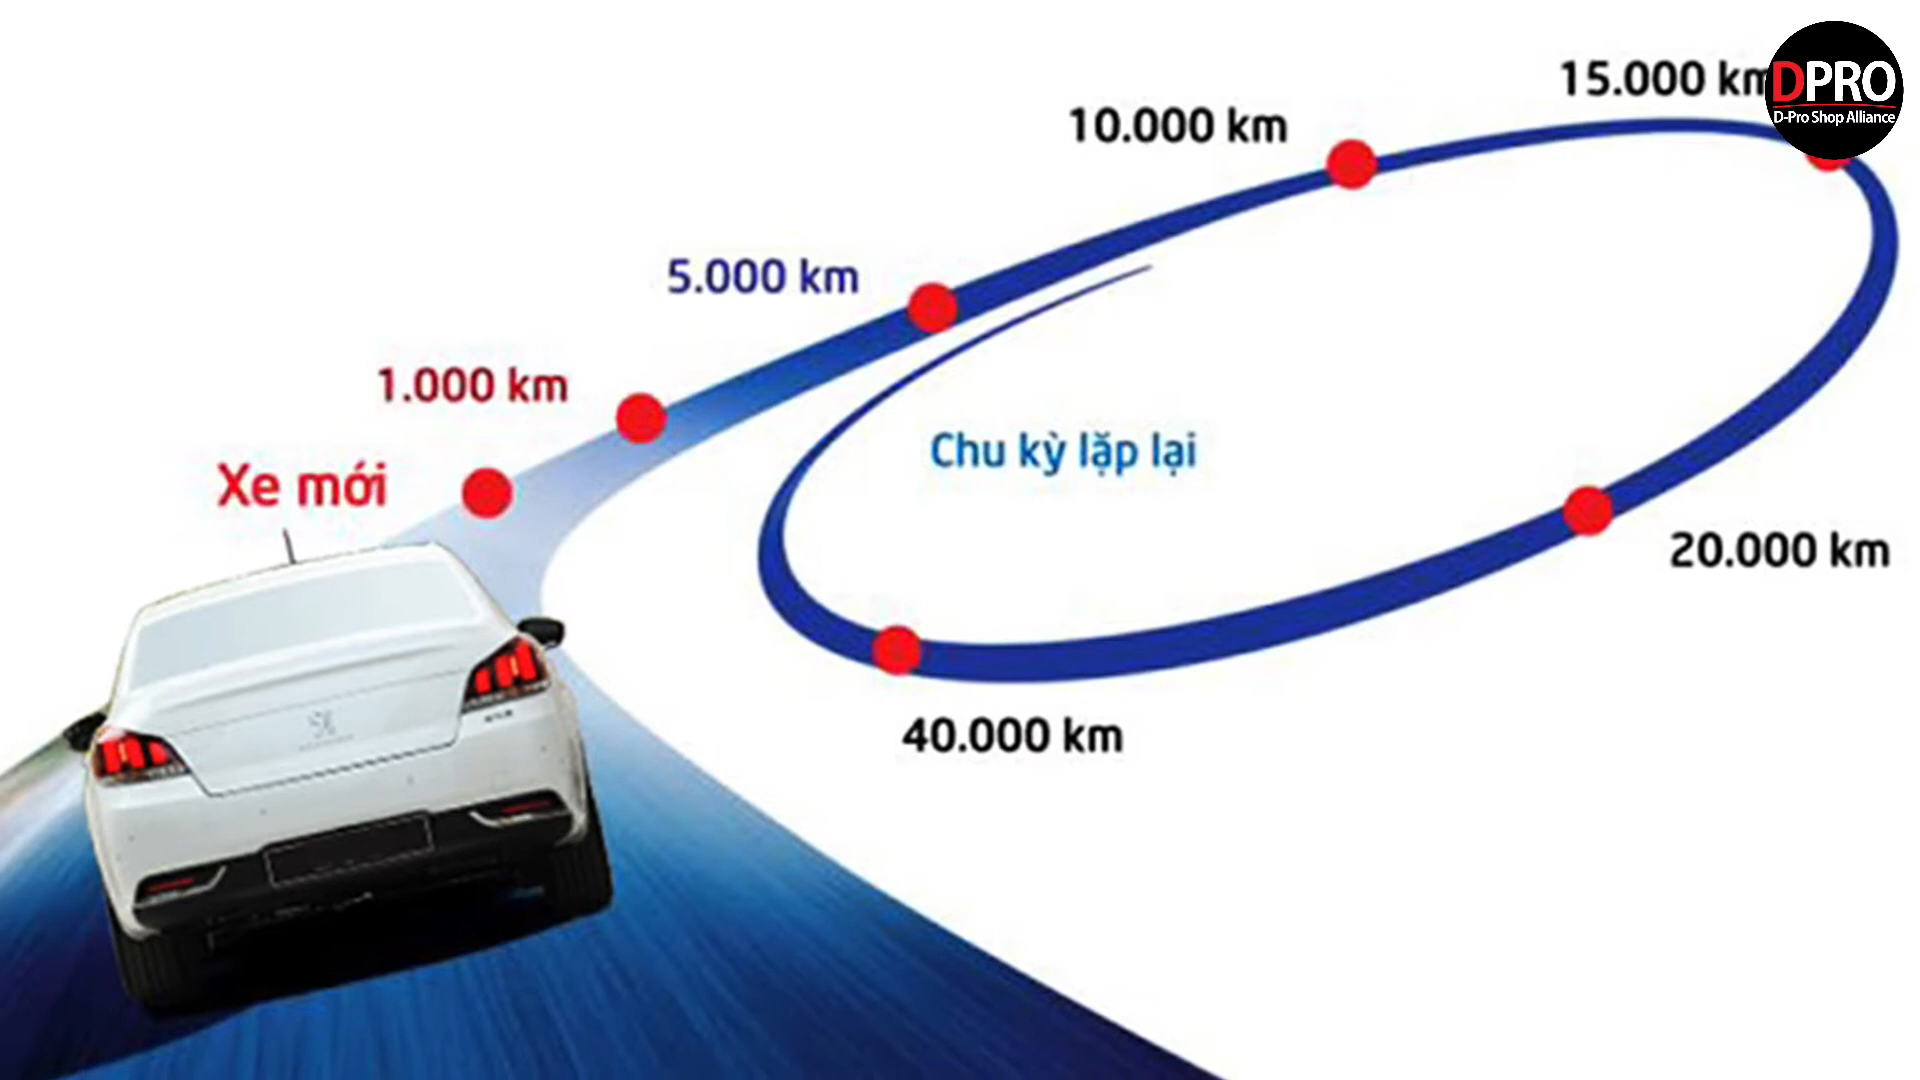 15.000 km
DPRO
D-Pro Shop Alliance
10.000 km
5.000 km
1.000 km
Xe mới
Chu kỳ lặp lại
20.000 km
40.000 km